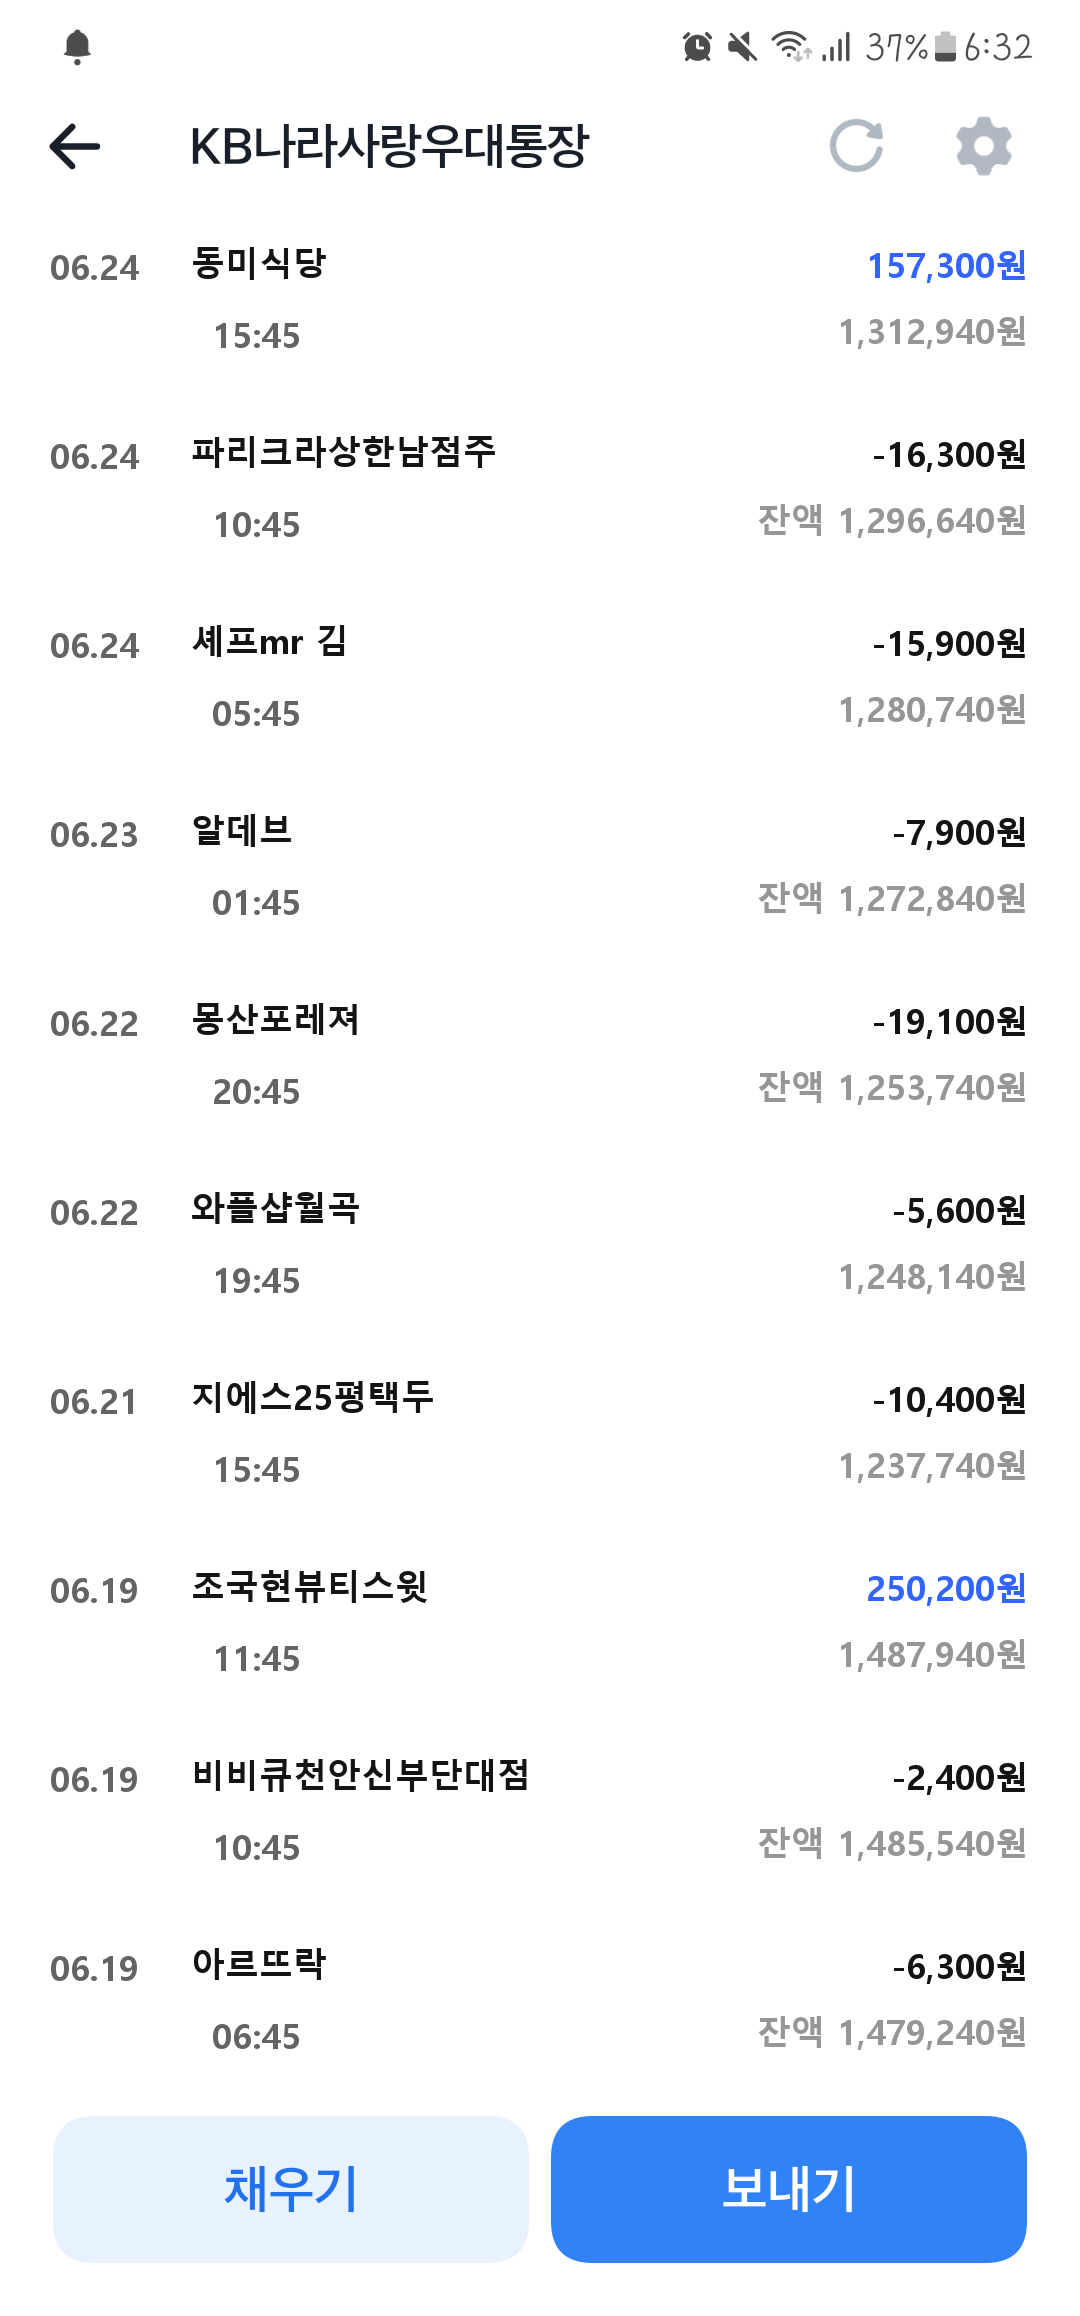 37% 6:32
KB나라사랑우대통장
06.24 동미식당 157,300원
15:45 1,312,940원
06.24 파리크라상한남점주 -16,300원
10:45 잔액 1,296,640원
06.24 셰프mr 김 -15,900원
05:45 1,280,740원
06.23 알데브 -7,900원
01:45 잔액 1,272,840원
06.22 몽산포레져 -19,100원
20:45 잔액 1,253,740원
06.22 와플샵월곡 -5,600원
19:45 1,248,140원
06.21 지에스25평택두 -10,400원
15:45 1,237,740원
06.19 조국현뷰티스윗 250,200원
11:45 1,487,940원
06.19 비비큐천안신부단대점 -2,400원
10:45 잔액 1,485,540원
06.19 아르뜨락 -6,300원
06:45 잔액 1,479,240원
채우기 보내기